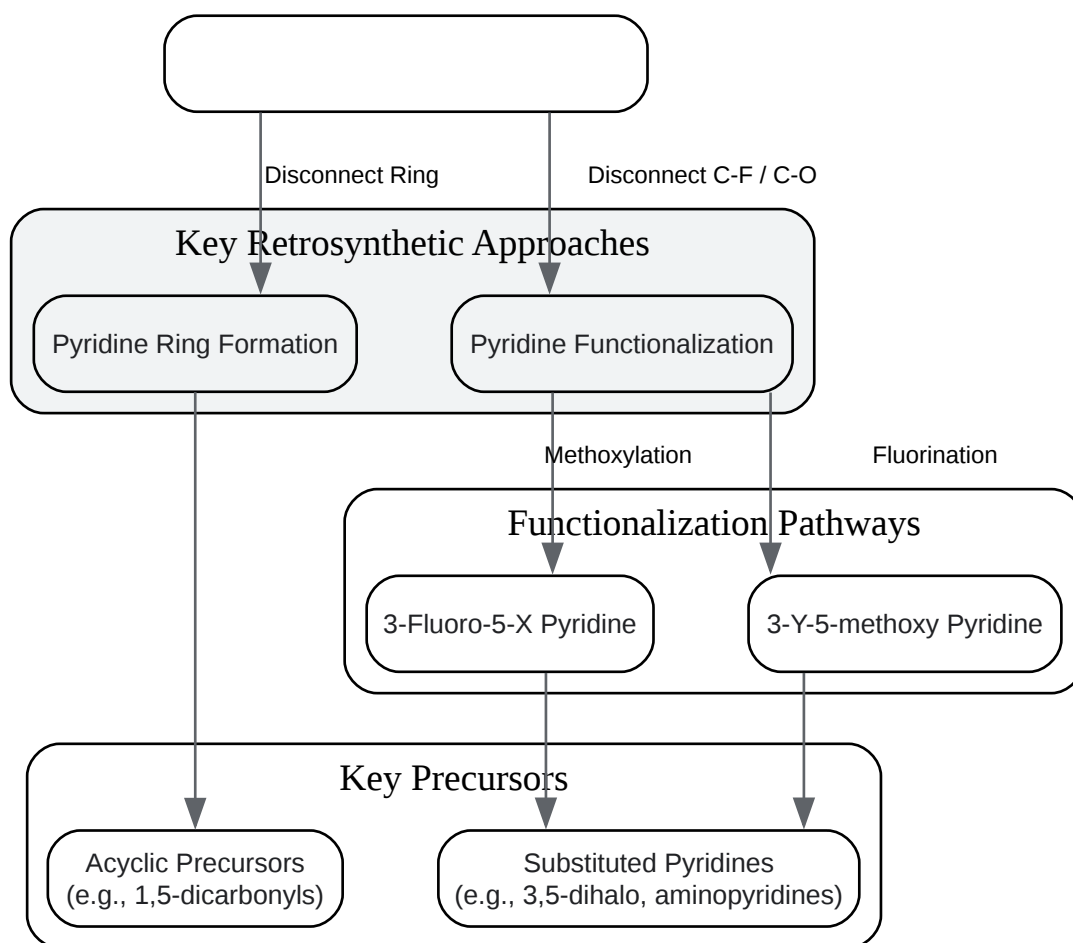 Disconnect Ring
Disconnect C-F / C-O
Key Retrosynthetic Approaches
Pyridine Ring Formation
Pyridine Functionalization
Methoxylation
Fluorination
Functionalization Pathways
3-Fluoro-5-X Pyridine
3-Y-5-methoxy Pyridine
Key Precursors
Acyclic Precursors
(e.g., 1,5-dicarbonyls)
Substituted Pyridines
(e.g., 3,5-dihalo, aminopyridines)